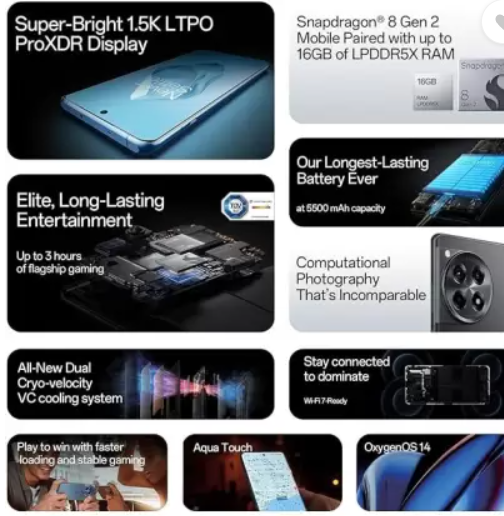 Super-Bright 1.5K LTPO
ProXDR Display
Snapdragon® 8 Gen 2
Mobile Paired with up to
16GB of LPDDR5X RAM
16GB
RAM
Snapdragon
8
Our Longest-Lasting
Battery Ever
at 5500 mAh capacity
Elite, Long-Lasting
Entertainment
TÜV
Up to 3 hours
of flagship gaming
Computational
Photography
That's Incomparable
All-New Dual
Cryo-velocity
VC cooling system
Stay connected
to dominate
Wi-Fi 7-Ready
Play to win with faster
loading and stable gaming
Aqua Touch
OxygenOS 14